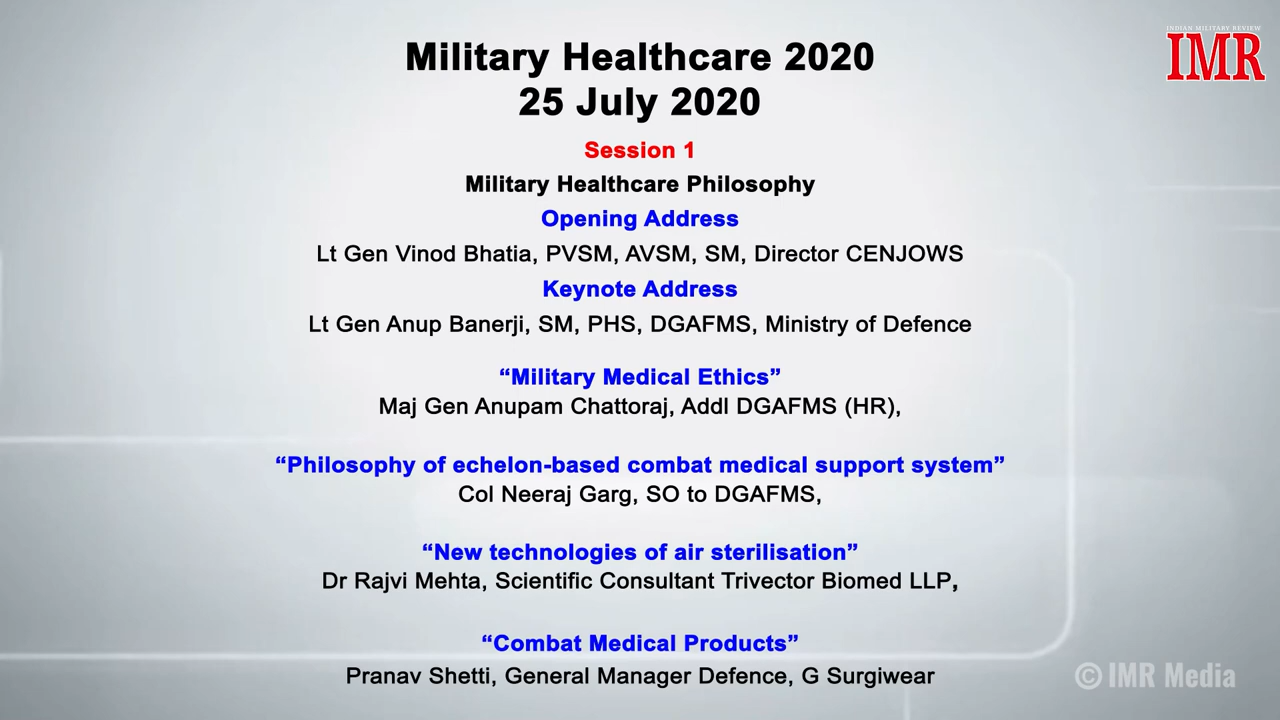 INDIAN MILITARY REVIEW
IMR
Military Healthcare 2020
25 July 2020
Session 1
Military Healthcare Philosophy
Opening Address
Lt Gen Vinod Bhatia, PVSM, AVSM, SM, Director CENJOWS
Keynote Address
Lt Gen Anup Banerji, SM, PHS, DGAFMS, Ministry of Defence
“Military Medical Ethics”
Maj Gen Anupam Chattoraj, Addl DGAFMS (HR),
“Philosophy of echelon-based combat medical support system”
Col Neeraj Garg, SO to DGAFMS,
“New technologies of air sterilisation”
Dr Rajvi Mehta, Scientific Consultant Trivector Biomed LLP,
“Combat Medical Products”
Pranav Shetti, General Manager Defence, G Surgiwear
© IMR Media